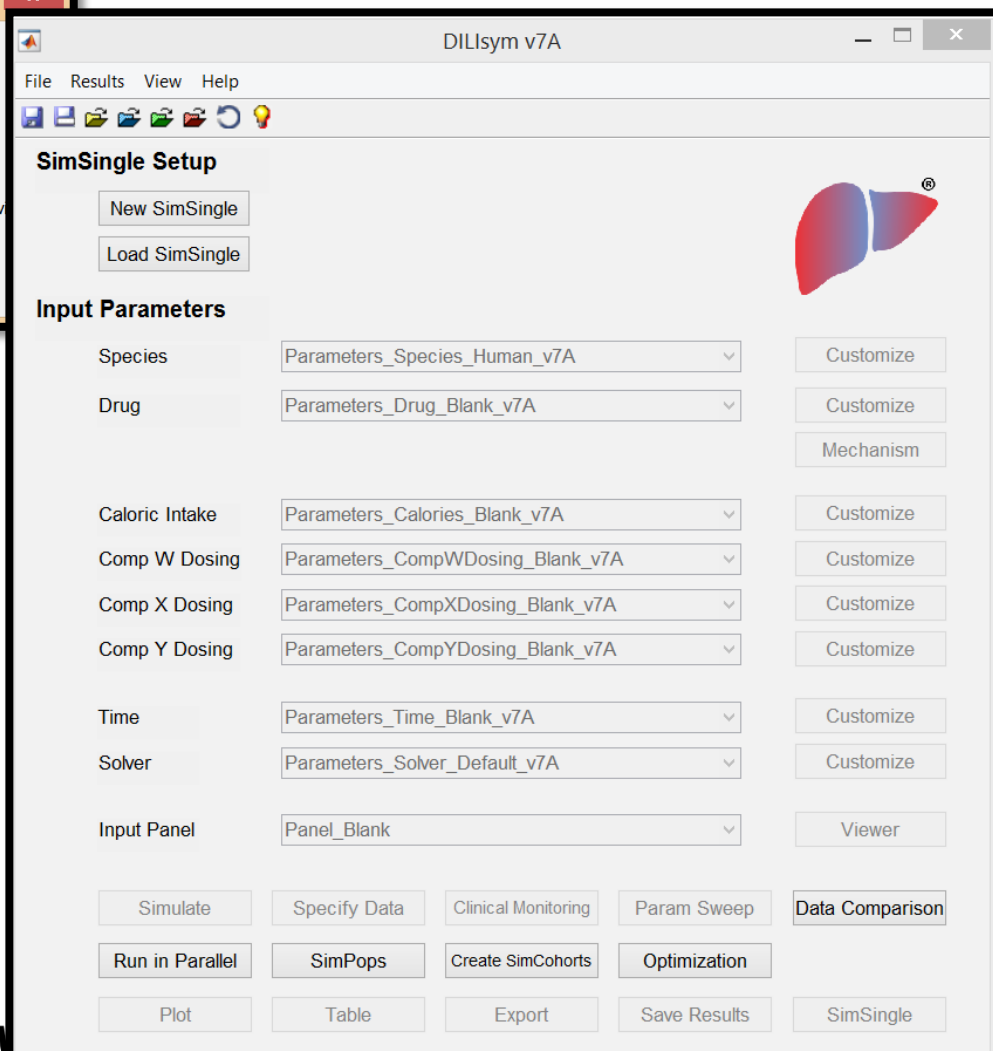 DILIsym v7A
File Results View Help
SimSingle Setup
®
New SimSingle
Load SimSingle
Input Parameters
Species Parameters_Species_Human_v7A Customize
Drug Parameters_Drug_Blank_v7A Customize
Mechanism
Caloric Intake Parameters_Calories_Blank_v7A Customize
Comp W Dosing Parameters_CompWDosing_Blank_v7A Customize
Comp X Dosing Parameters_CompXDosing_Blank_v7A Customize
Comp Y Dosing Parameters_CompYDosing_Blank_v7A Customize
Time Parameters_Time_Blank_v7A Customize
Solver Parameters_Solver_Default_v7A Customize
Input Panel Panel_Blank Viewer
Simulate Specify Data Clinical Monitoring Param Sweep Data Comparison
Run in Parallel SimPops Create SimCohorts Optimization
Plot Table Export Save Results SimSingle